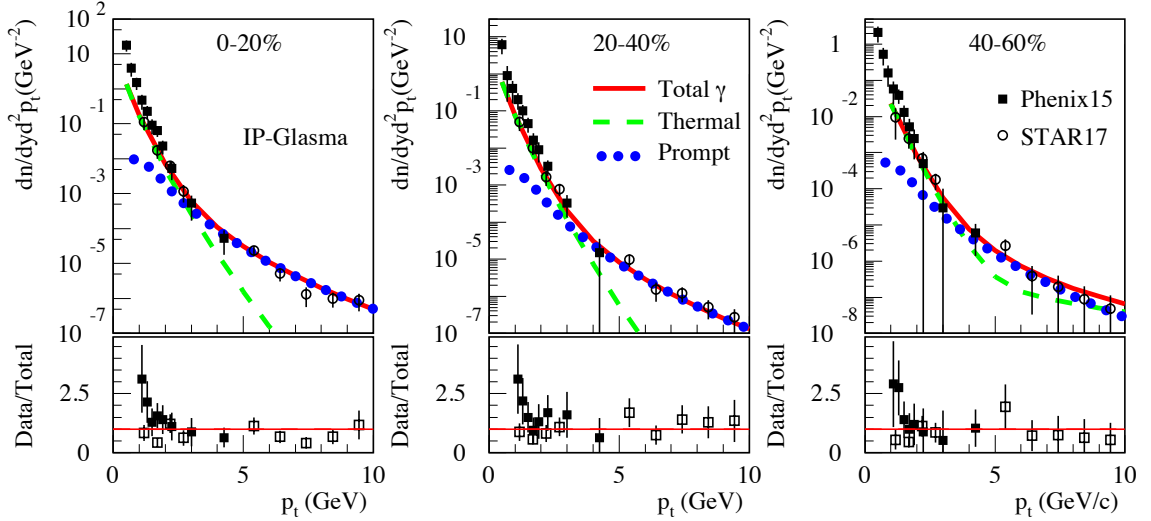 dn/dyd²pₜ(GeV⁻²)
10²
10⁻¹
10
10⁻³
10⁻⁵
10
10⁻⁷
10
0-20%
IP-Glasma
Data/Total
2.5
0
0 5 10
pₜ (GeV)
dn/dyd²pₜ(GeV⁻²)
10
10⁻¹
10⁻³
10⁻⁵
10⁻⁷
20-40%
Total γ
Thermal
Prompt
Data/Total
2.5
0
0 5 10
pₜ (GeV)
dn/dyd²pₜ(GeV⁻²)
1
10⁻²
10⁻⁴
10⁻⁶
10⁻⁸
40-60%
Phenix15
STAR17
Data/Total
2.5
0
0 5 10
pₜ (GeV/c)